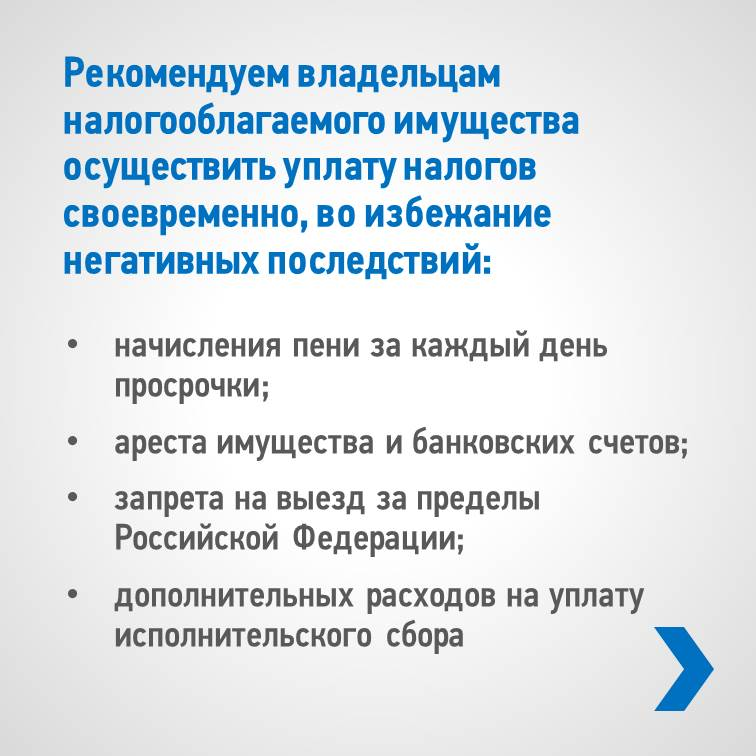 Рекомендуем владельцам
налогооблагаемого имущества
осуществить уплату налогов
своевременно, во избежание
негативных последствий:
• начисления пени за каждый день
просрочки;
• ареста имущества и банковских счетов;
• запрета на выезд за пределы
Российской Федерации;
• дополнительных расходов на уплату
исполнительского сбора